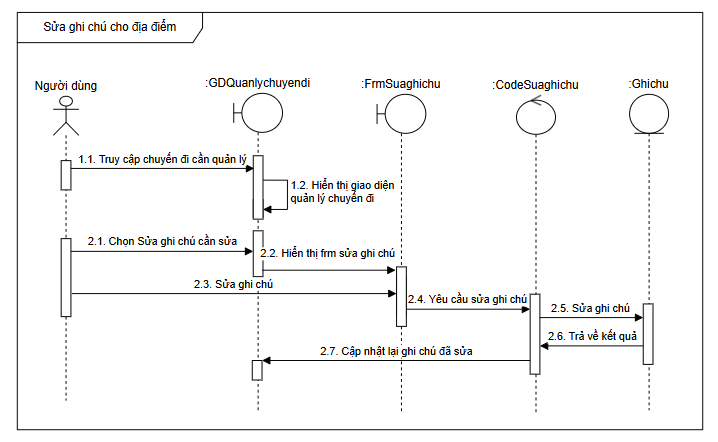 Sửa ghi chú cho địa điểm
Người dùng
:GDQuanlychuyendi
:FrmSuaghichu
:CodeSuaghichu
:Ghichu
1.1. Truy cập chuyến đi cần quản lý
1.2. Hiển thị giao diện
quản lý chuyến đi
2.1. Chọn Sửa ghi chú cần sửa
2.2. Hiển thị frm sửa ghi chú
2.3. Sửa ghi chú
2.4. Yêu cầu sửa ghi chú
2.5. Sửa ghi chú
2.6. Trả về kết quả
2.7. Cập nhật lại ghi chú đã sửa